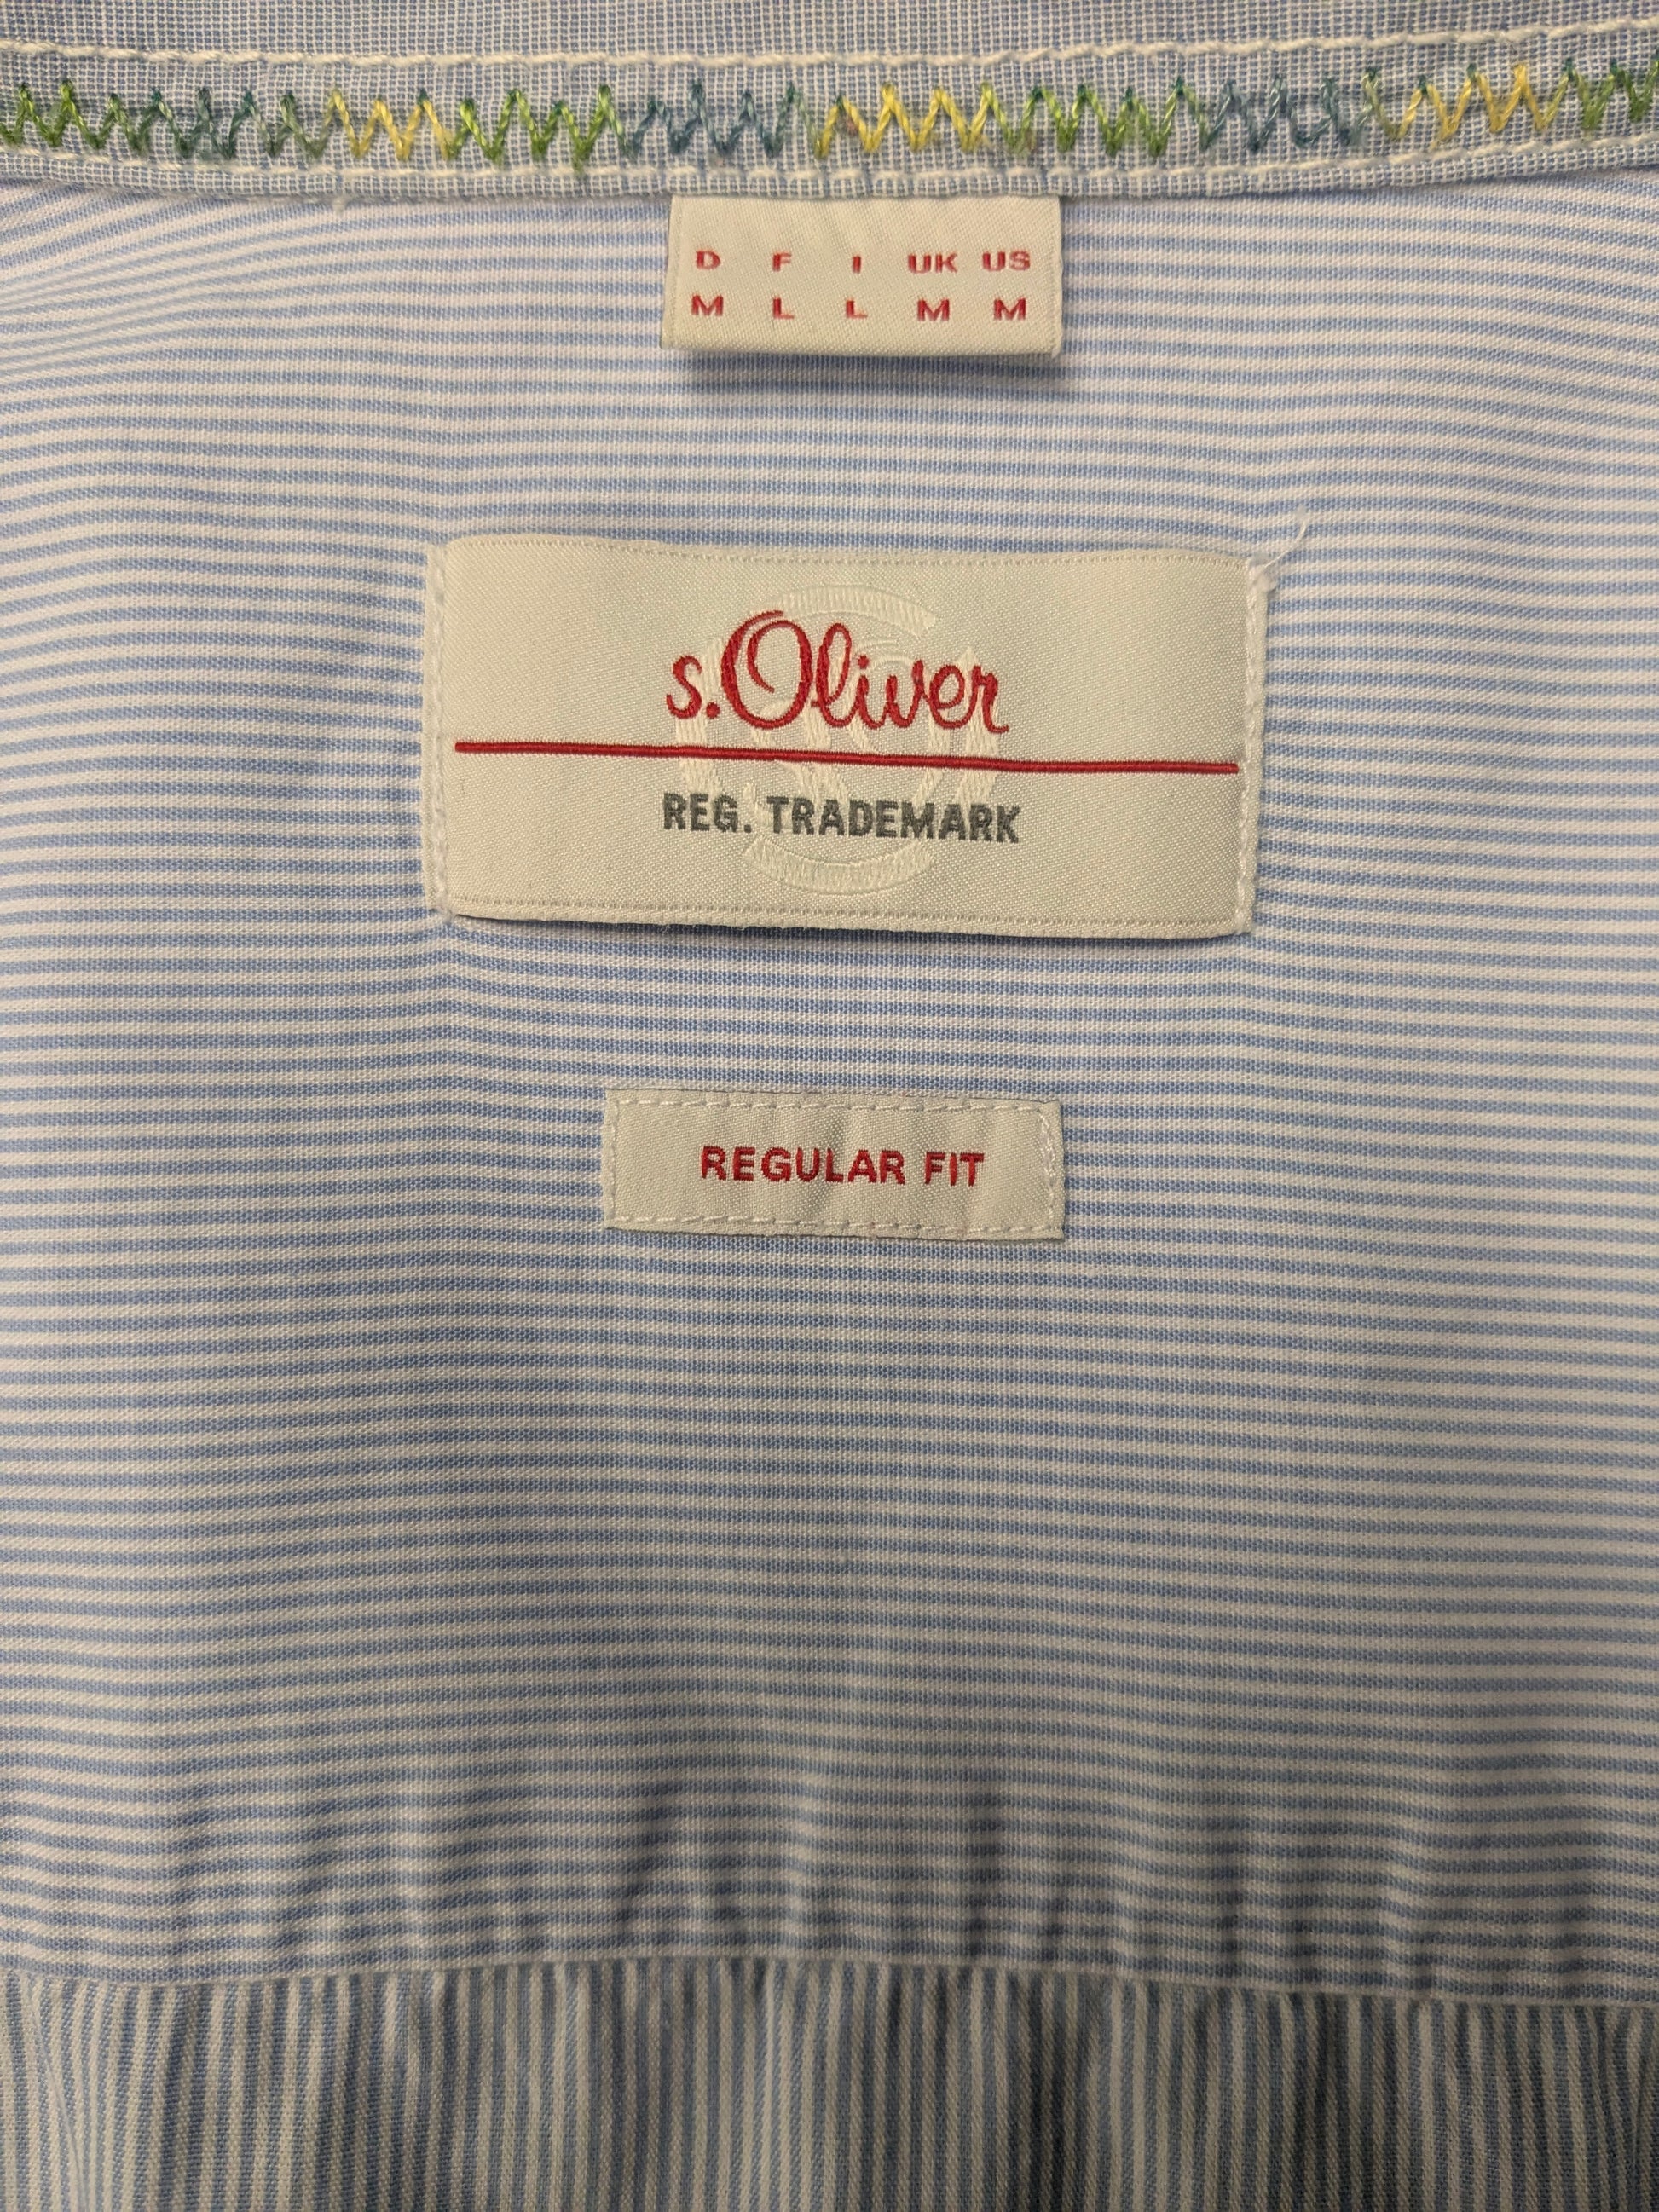 D F I UK US
M L L M M
s.Oliver
REG. TRADEMARK
REGULAR FIT